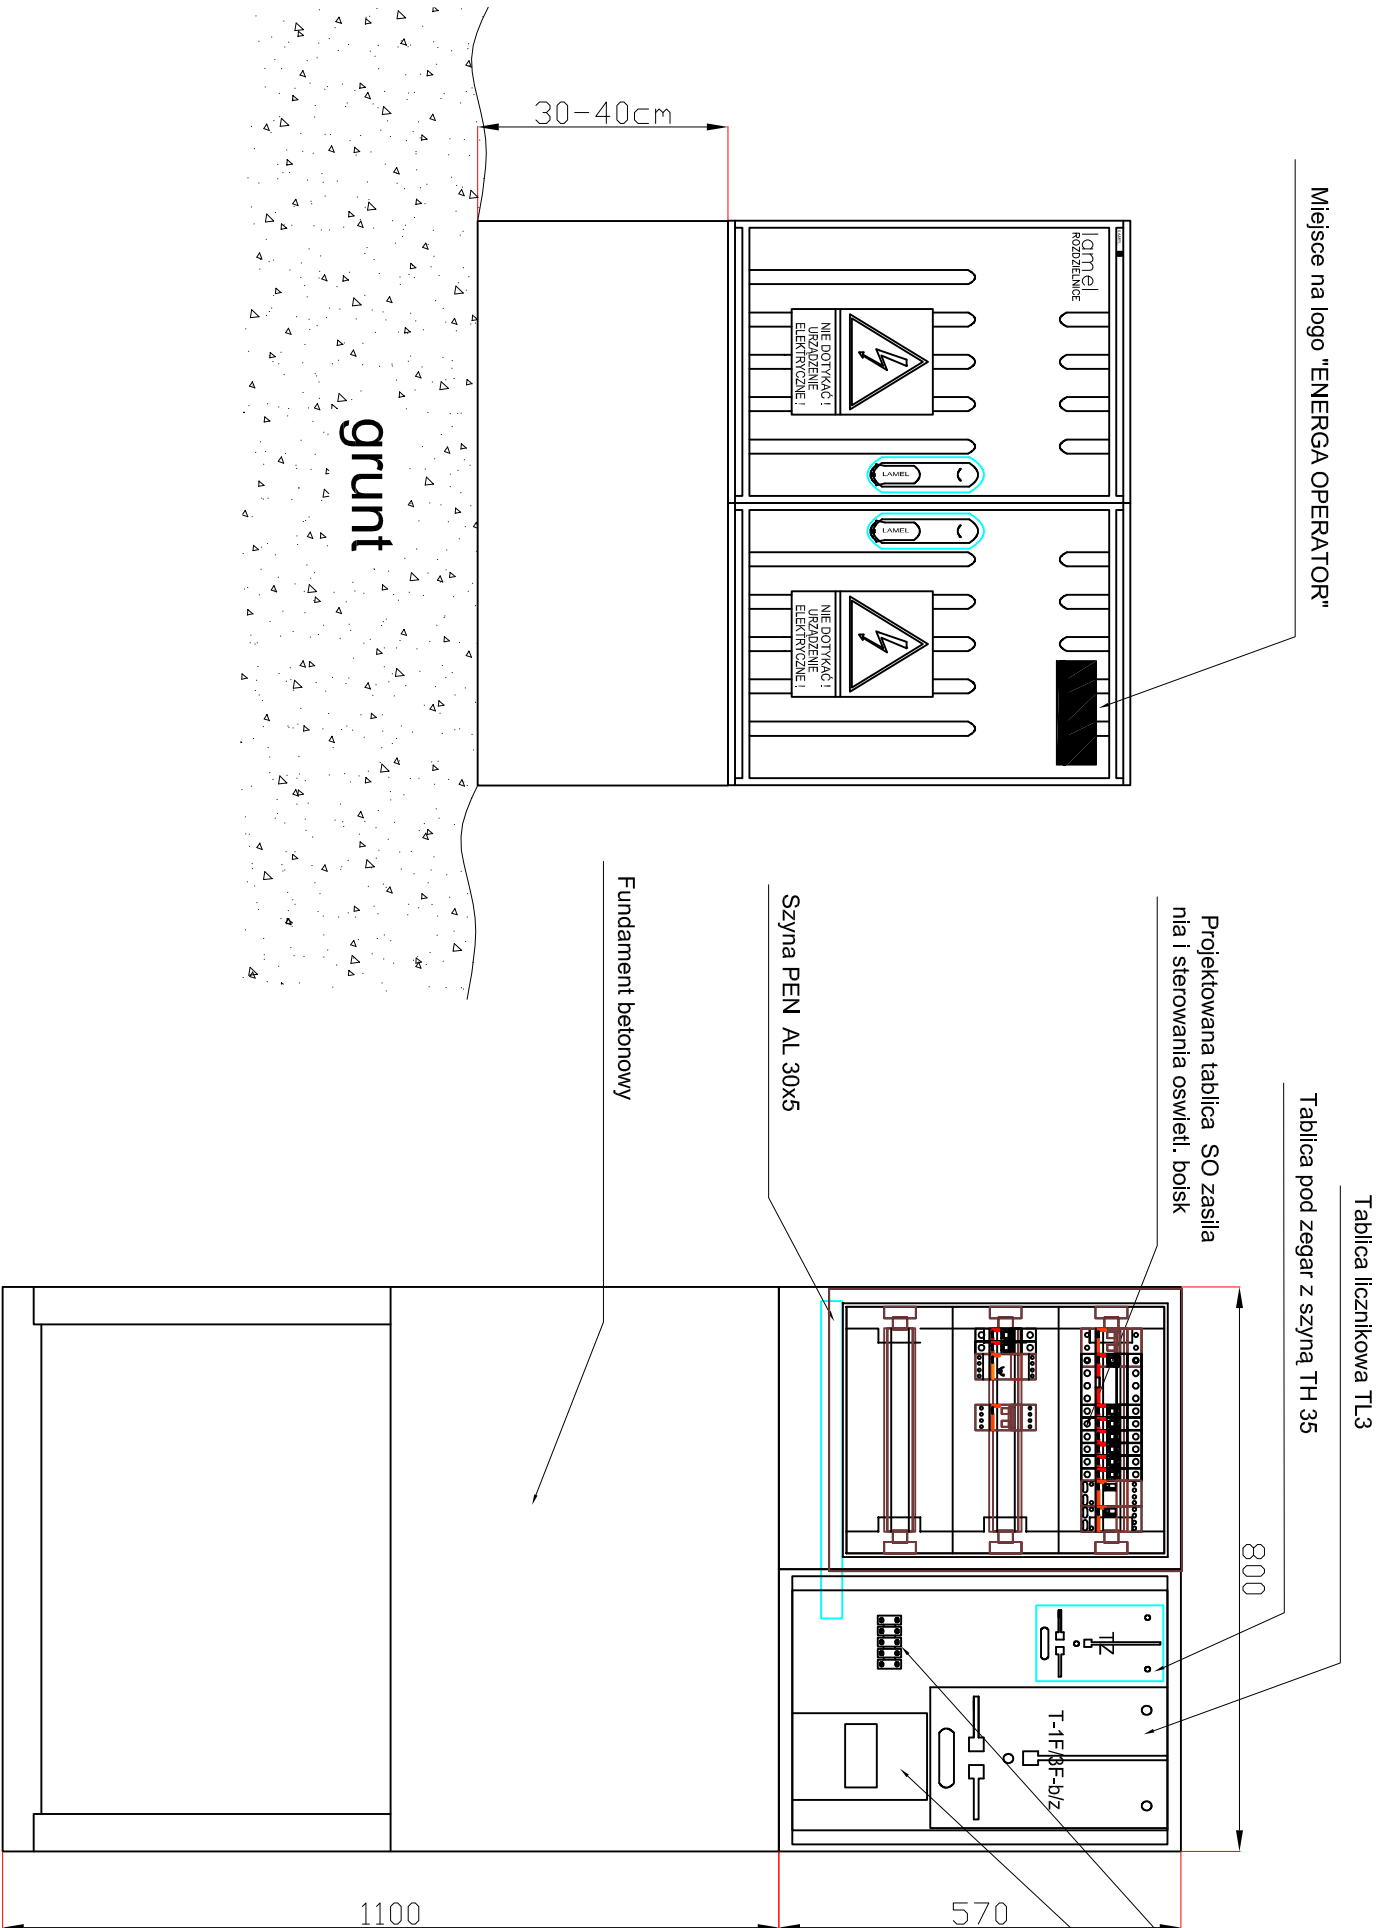 Miejsce na logo "ENERGA OPERATOR"
30-40cm
lamel
ROZDZIELNICE
NIE DOTYKAĆ !
URZĄDZENIE
ELEKTRYCZNE !
LAMEL
LAMEL
NIE DOTYKAĆ !
URZĄDZENIE
ELEKTRYCZNE !
grunt
Tablica licznikowa TL3
Tablica pod zegar z szyną TH 35
Projektowana tablica SO zasila
nia i sterowania oswietl. boisk
Szyna PEN AL 30x5
Fundament betonowy
800
TZ
T-1F/3F-b/z
570
1100